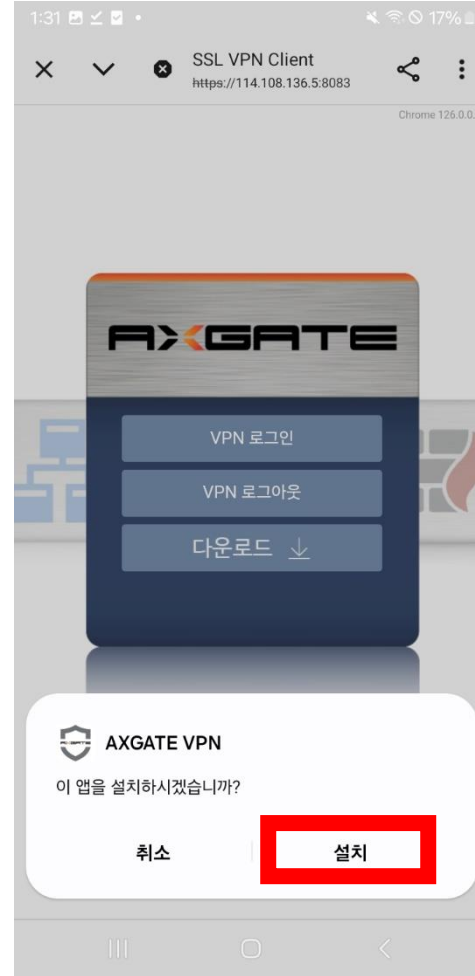 1:31
17%
SSL VPN Client
https://114.108.136.5:8083
Chrome 126.0.0.
AXGATE
VPN 로그인
VPN 로그아웃
다운로드
AXGATE VPN
이 앱을 설치하시겠습니까?
취소
설치